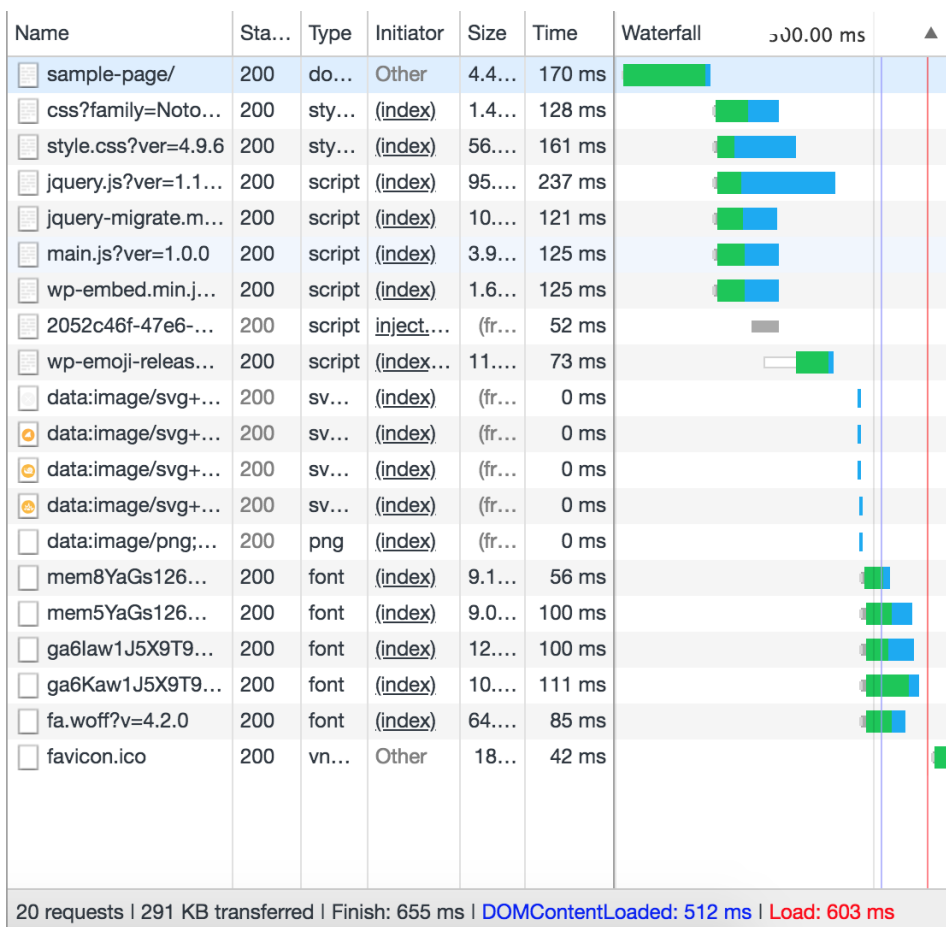 Name Sta... Type Initiator Size Time Waterfall 500.00 ms ▲
sample-page/ 200 do... Other 4.4... 170 ms
css?family=Noto... 200 sty... (index) 1.4... 128 ms
style.css?ver=4.9.6 200 sty... (index) 56.... 161 ms
jquery.js?ver=1.1... 200 script (index) 95.... 237 ms
jquery-migrate.m... 200 script (index) 10.... 121 ms
main.js?ver=1.0.0 200 script (index) 3.9... 125 ms
wp-embed.min.j... 200 script (index) 1.6... 125 ms
2052c46f-47e6-... 200 script inject.... (fr... 52 ms
wp-emoji-releas... 200 script (index... 11.... 73 ms
data:image/svg+... 200 sv... (index) (fr... 0 ms
data:image/svg+... 200 sv... (index) (fr... 0 ms
data:image/svg+... 200 sv... (index) (fr... 0 ms
data:image/svg+... 200 sv... (index) (fr... 0 ms
data:image/png;... 200 png (index) (fr... 0 ms
mem8YaGs126... 200 font (index) 9.1... 56 ms
mem5YaGs126... 200 font (index) 9.0... 100 ms
ga6Iaw1J5X9T9... 200 font (index) 12.... 100 ms
ga6Kaw1J5X9T9... 200 font (index) 10.... 111 ms
fa.woff?v=4.2.0 200 font (index) 64.... 85 ms
favicon.ico 200 vn... Other 18... 42 ms
20 requests | 291 KB transferred | Finish: 655 ms | DOMContentLoaded: 512 ms | Load: 603 ms